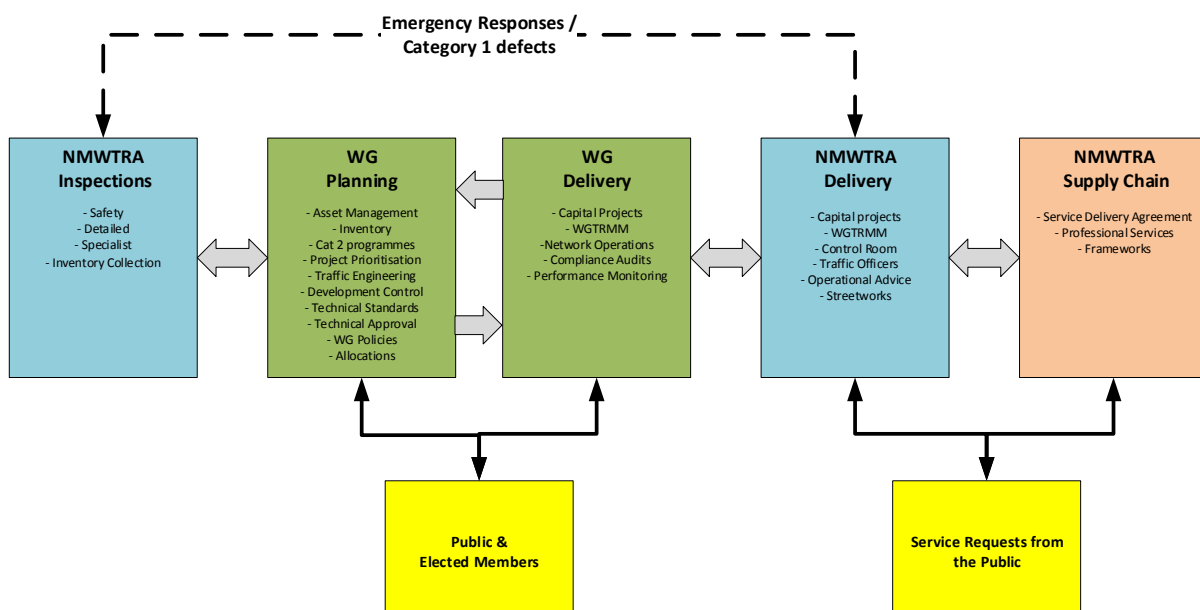 Emergency Responses /
Category 1 defects
NMWTRA
Inspections
- Safety
- Detailed
- Specialist
- Inventory Collection
WG
Planning
- Asset Management
- Inventory
- Cat 2 programmes
- Project Prioritisation
- Traffic Engineering
- Development Control
- Technical Standards
- Technical Approval
- WG Policies
- Allocations
WG
Delivery
- Capital Projects
- WGTRMM
-Network Operations
- Compliance Audits
- Performance Monitoring
NMWTRA
Delivery
- Capital projects
- WGTRMM
- Control Room
- Traffic Officers
- Operational Advice
- Streetworks
NMWTRA
Supply Chain
- Service Delivery Agreement
- Professional Services
- Frameworks
Public &
Elected Members
Service Requests from
the Public